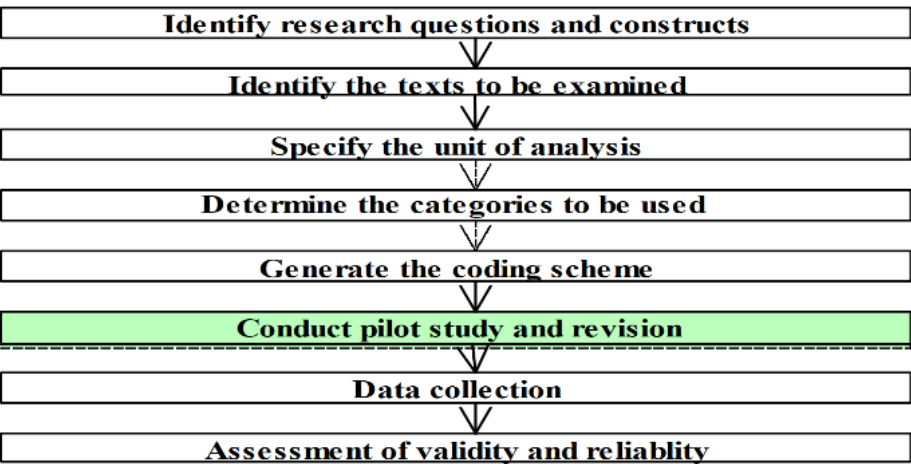 Identify research questions and constructs
Identify the texts to be examined
Specify the unit of analysis
Determine the categories to be used
Generate the coding scheme
Conduct pilot study and revision
Data collection
Assessment of validity and reliablity